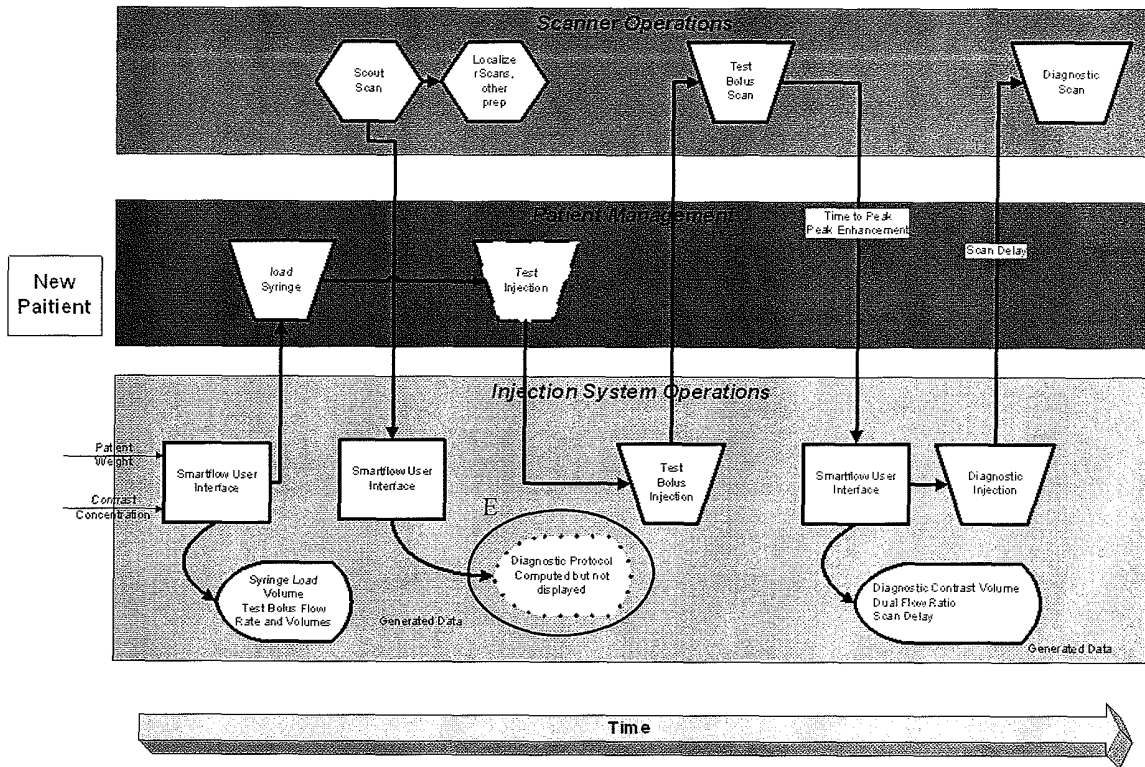 Scanner Operations
Scout
Scan
Localize
rScans,
other
prep
Test
Bolus
Scan
Diagnostic
Scan
Patient Management
Time to Peak
Peak Enhancement
Scan Delay
New
Paitient
load
Syringe
Test
Injection
Injection System Operations
Patient
Weight
Contrast
Concentration
Smartflow User
Interface
Smartflow User
Interface
Test
Bolus
Injection
Smartflow User
Interface
Diagnostic
Injection
E
Syringe Load
Volume
Test Bolus Flow
Rate and Volumes
Generated Data
Diagnostic Protocol
Computed but not
displayed
Diagnostic Contrast Volume
Dual Flow Ratio
Scan Delay
Generated Data
Time